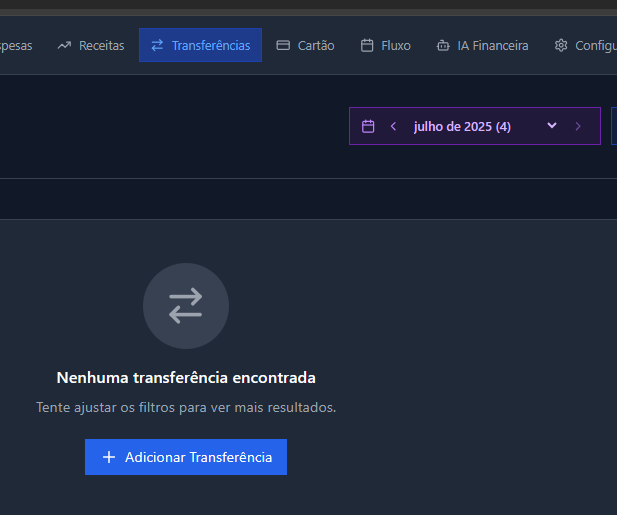 spesas Receitas Transferências Cartão Fluxo IA Financeira Configu
julho de 2025 (4)
Nenhuma transferência encontrada
Tente ajustar os filtros para ver mais resultados.
Adicionar Transferência